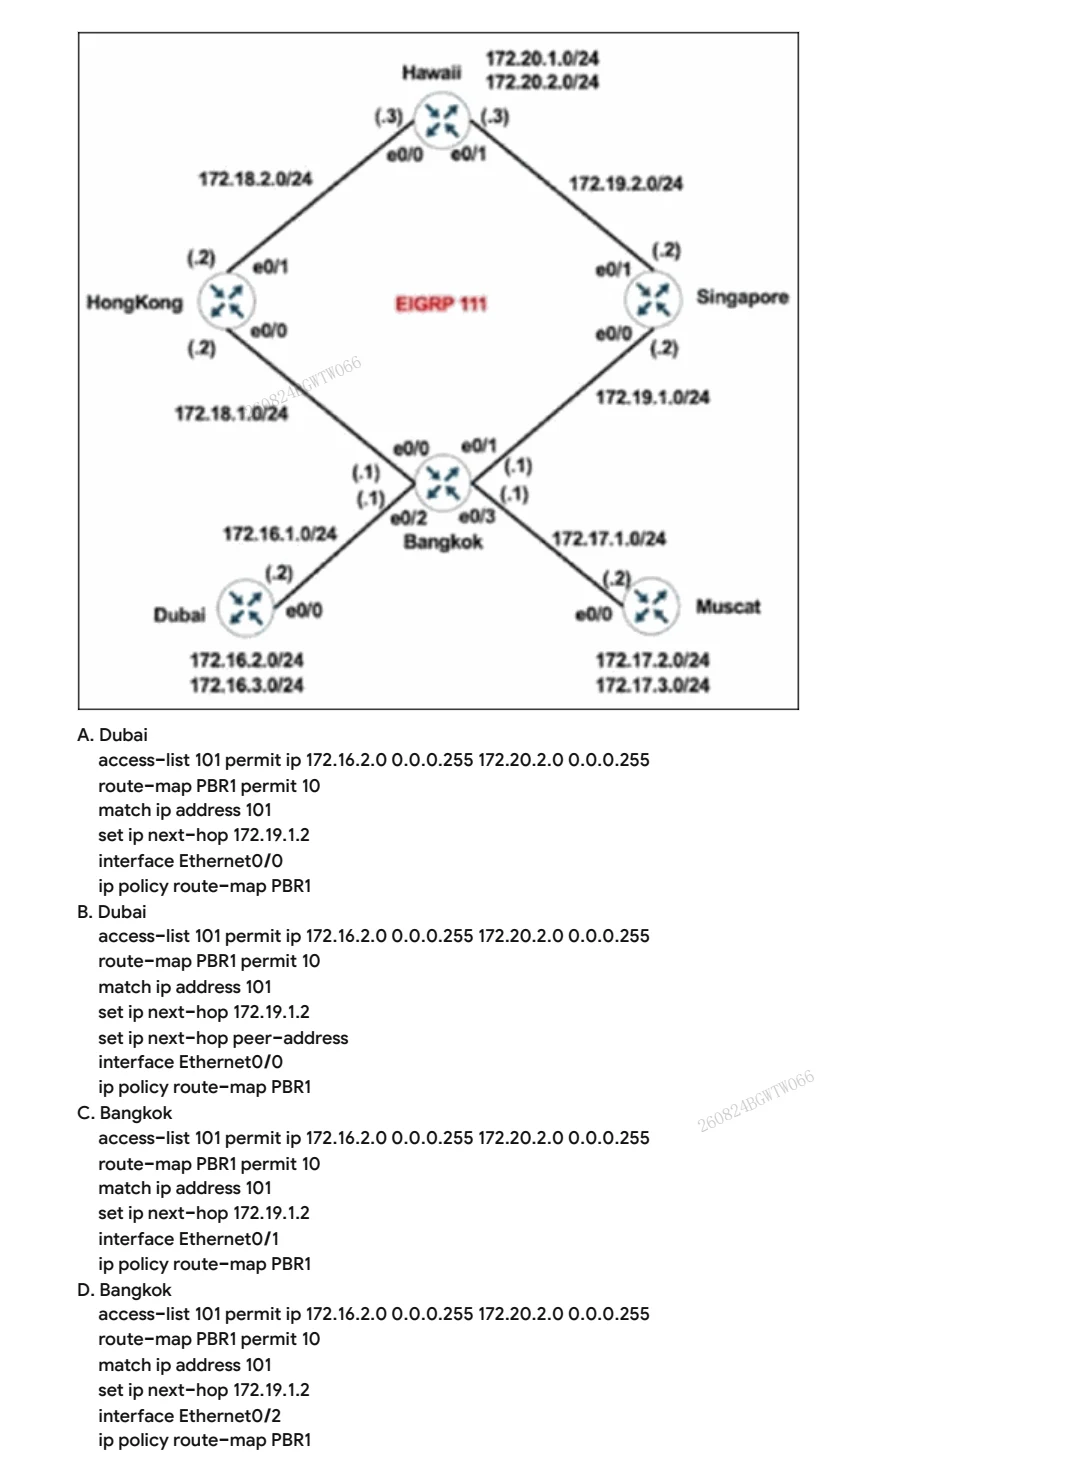 172.20.1.0/24
Hawaii
172.20.2.0/24
(.3)
(.3)
e0/0
e0/1
172.18.2.0/24
172.19.2.0/24
(.2)
(.2)
e0/1
e0/1
HongKong
EIGRP 111
Singapore
e0/0
e0/0
(.2)
(.2)
260824BGWTW066
172.18.1.0/24
172.19.1.0/24
e0/0
e0/1
(.1)
(.1)
(.1)
(.1)
e0/2
e0/3
172.16.1.0/24
Bangkok
172.17.1.0/24
(.2)
(.2)
Dubai
e0/0
e0/0
Muscat
172.16.2.0/24
172.17.2.0/24
172.16.3.0/24
172.17.3.0/24
A. Dubai
access-list 101 permit ip 172.16.2.0 0.0.0.255 172.20.2.0 0.0.0.255
route-map PBR1 permit 10
match ip address 101
set ip next-hop 172.19.1.2
interface Ethernet0/0
ip policy route-map PBR1
B. Dubai
access-list 101 permit ip 172.16.2.0 0.0.0.255 172.20.2.0 0.0.0.255
route-map PBR1 permit 10
match ip address 101
set ip next-hop 172.19.1.2
set ip next-hop peer-address
interface Ethernet0/0
ip policy route-map PBR1
260824BGWTW066
C. Bangkok
access-list 101 permit ip 172.16.2.0 0.0.0.255 172.20.2.0 0.0.0.255
route-map PBR1 permit 10
match ip address 101
set ip next-hop 172.19.1.2
interface Ethernet0/1
ip policy route-map PBR1
D. Bangkok
access-list 101 permit ip 172.16.2.0 0.0.0.255 172.20.2.0 0.0.0.255
route-map PBR1 permit 10
match ip address 101
set ip next-hop 172.19.1.2
interface Ethernet0/2
ip policy route-map PBR1